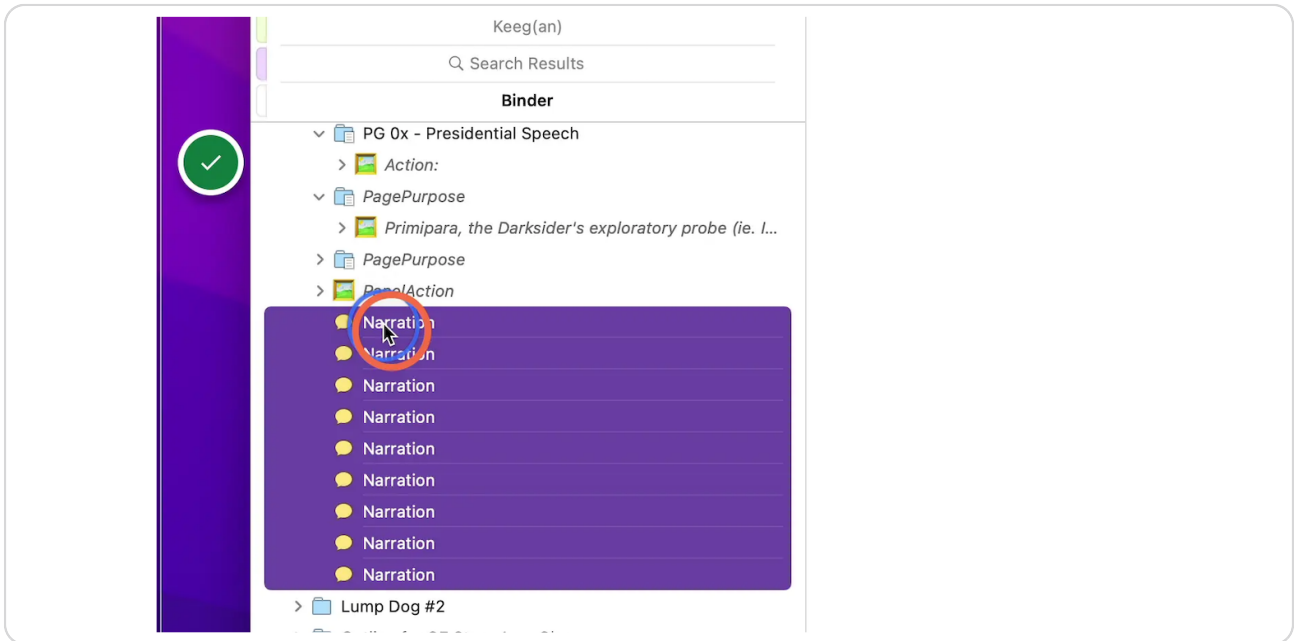 Keeg(an)
Search Results
Binder
PG 0x - Presidential Speech
Action:
PagePurpose
Primipara, the Darksider's exploratory probe (ie. I...
PagePurpose
PanelAction
Narration
Narration
Narration
Narration
Narration
Narration
Narration
Narration
Narration
Lump Dog #2